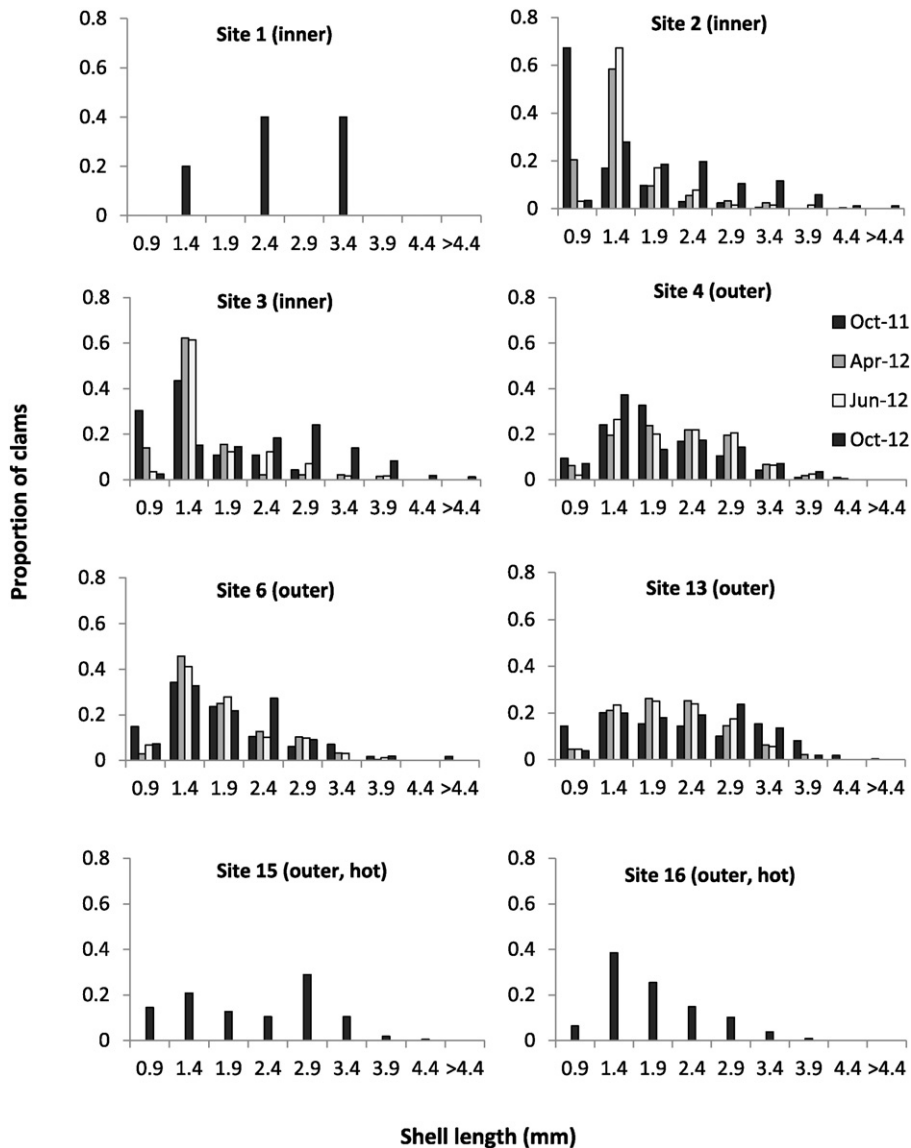 Proportion of clams
Site 1 (inner)
0.8
0.6
0.4
0.2
0
0.9 1.4 1.9 2.4 2.9 3.4 3.9 4.4 >4.4
Site 2 (inner)
0.8
0.6
0.4
0.2
0
0.9 1.4 1.9 2.4 2.9 3.4 3.9 4.4 >4.4
Site 3 (inner)
0.8
0.6
0.4
0.2
0
0.9 1.4 1.9 2.4 2.9 3.4 3.9 4.4 >4.4
Site 4 (outer)
0.8
0.6
0.4
0.2
0
0.9 1.4 1.9 2.4 2.9 3.4 3.9 4.4 >4.4
Oct-11
Apr-12
Jun-12
Oct-12
Site 6 (outer)
0.8
0.6
0.4
0.2
0
0.9 1.4 1.9 2.4 2.9 3.4 3.9 4.4 >4.4
Site 13 (outer)
0.8
0.6
0.4
0.2
0
0.9 1.4 1.9 2.4 2.9 3.4 3.9 4.4 >4.4
Site 15 (outer, hot)
0.8
0.6
0.4
0.2
0
0.9 1.4 1.9 2.4 2.9 3.4 3.9 4.4 >4.4
Site 16 (outer, hot)
0.8
0.6
0.4
0.2
0
0.9 1.4 1.9 2.4 2.9 3.4 3.9 4.4 >4.4
Shell length (mm)